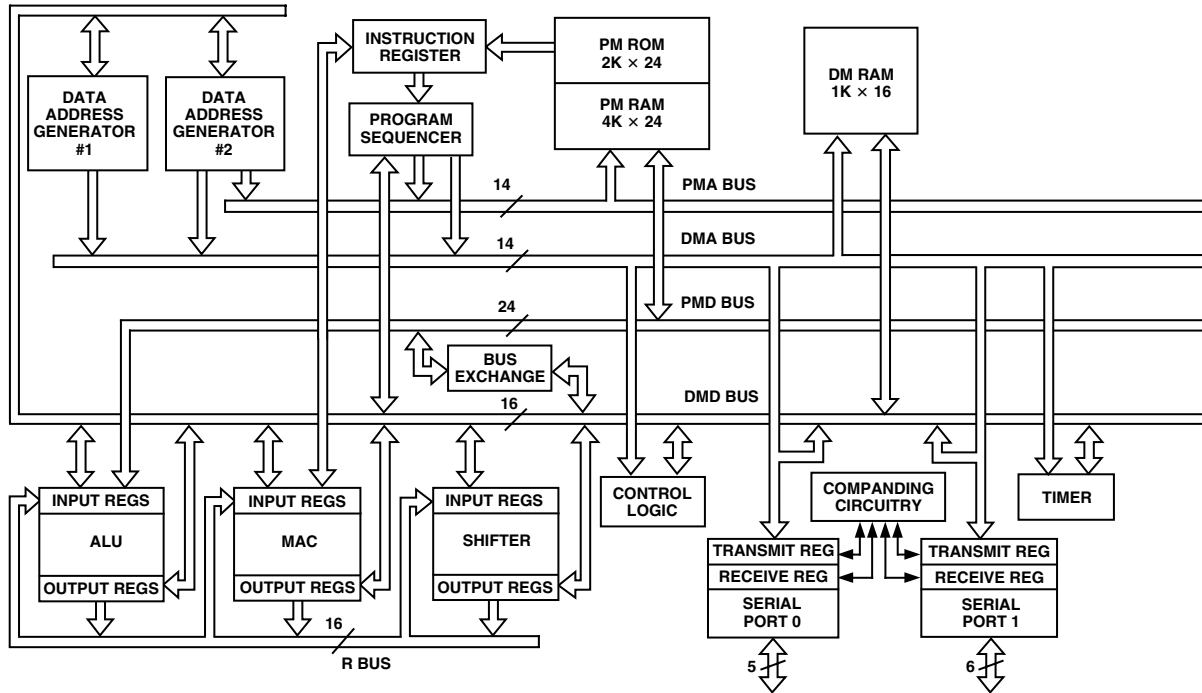 INSTRUCTION
REGISTER
PM ROM
2K × 24
PM RAM
4K × 24
DM RAM
1K × 16
DATA
ADDRESS
GENERATOR
#1
DATA
ADDRESS
GENERATOR
#2
PROGRAM
SEQUENCER
14
PMA BUS
14
DMA BUS
24
PMD BUS
BUS
EXCHANGE
16
DMD BUS
INPUT REGS
ALU
OUTPUT REGS
INPUT REGS
MAC
OUTPUT REGS
INPUT REGS
SHIFTER
OUTPUT REGS
CONTROL
LOGIC
COMPANDING
CIRCUITRY
TIMER
TRANSMIT REG
RECEIVE REG
SERIAL
PORT 0
TRANSMIT REG
RECEIVE REG
SERIAL
PORT 1
16
R BUS
5
6